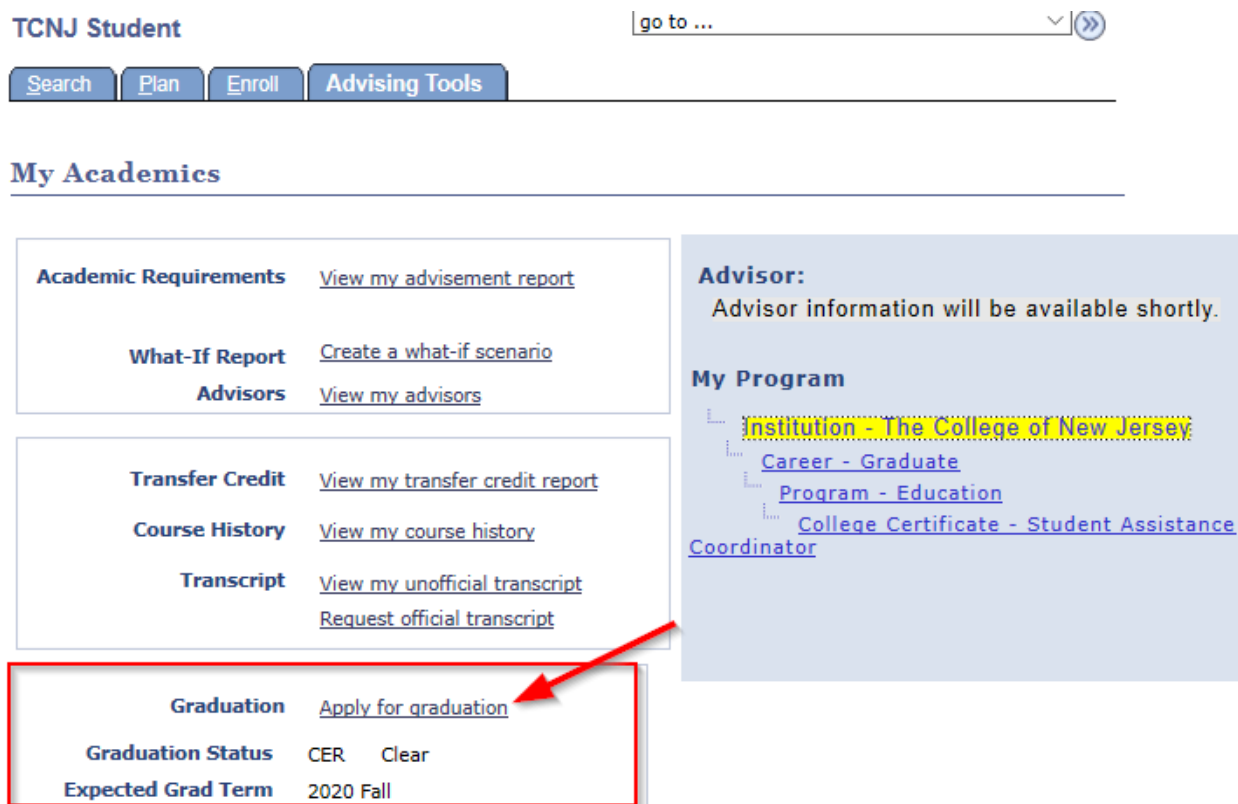 TCNJ Student
go to ...
Search Plan Enroll Advising Tools
My Academics
Academic Requirements View my advisement report
What-If Report Create a what-if scenario
Advisors View my advisors
Transfer Credit View my transfer credit report
Course History View my course history
Transcript View my unofficial transcript
Request official transcript
Graduation Apply for graduation
Graduation Status CER Clear
Expected Grad Term 2020 Fall
Advisor:
Advisor information will be available shortly.
My Program
Institution - The College of New Jersey
Career - Graduate
Program - Education
College Certificate - Student Assistance
Coordinator